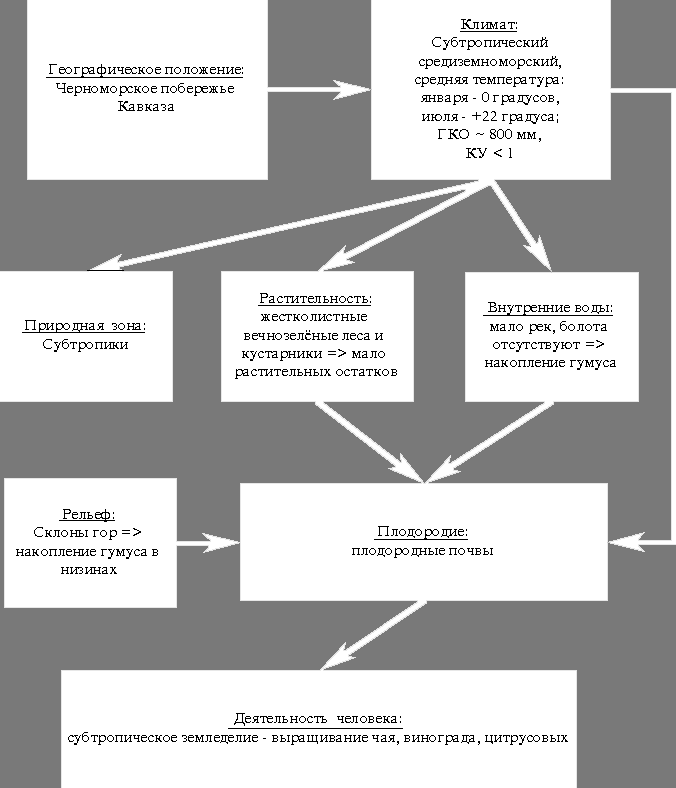 Географическое положение:
Черноморское побережье
Кавказа
Климат:
Субтропический
средиземноморский,
средняя температура:
января - 0 градусов,
июля - +22 градуса;
ГКО ~ 800 мм,
КУ < 1
Природная зона:
Субтропики
Растительность:
жестколистные
вечнозелёные леса и
кустарники => мало
растительных остатков
Внутренние воды:
мало рек, болота
отсутствуют =>
накопление гумуса
Рельеф:
Склоны гор =>
накопление гумуса в
низинах
Плодородие:
плодородные почвы
Деятельность человека:
субтропическое земледелие - выращивание чая, винограда, цитрусовых